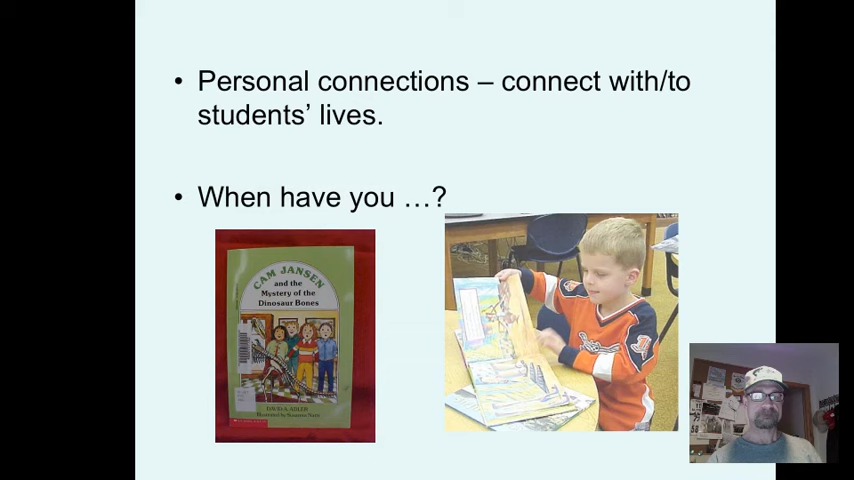 • Personal connections – connect with/to
students’ lives.
• When have you …?
CAM JANSEN
and the
Mystery of the
Dinosaur Bones
DAVID A. ADLER